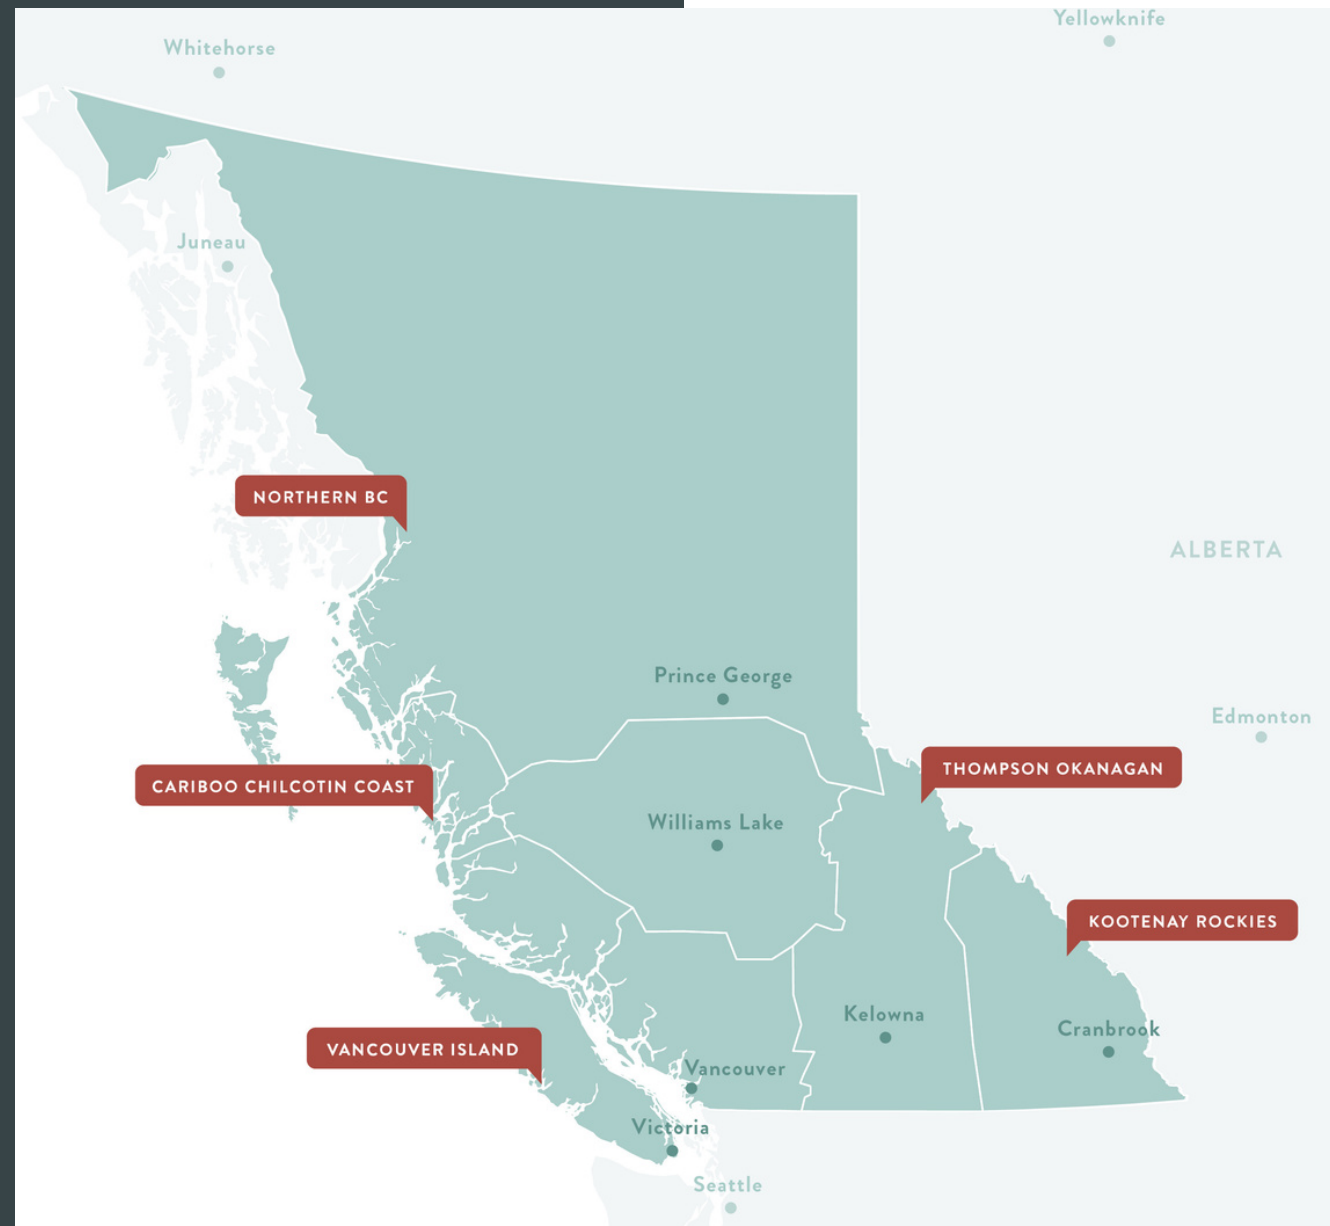 Yellowknife
Whitehorse
Juneau
NORTHERN BC
ALBERTA
Prince George
Edmonton
THOMPSON OKANAGAN
CARIBOO CHILCOTIN COAST
Williams Lake
KOOTENAY ROCKIES
Kelowna
Cranbrook
VANCOUVER ISLAND
Vancouver
Victoria
Seattle